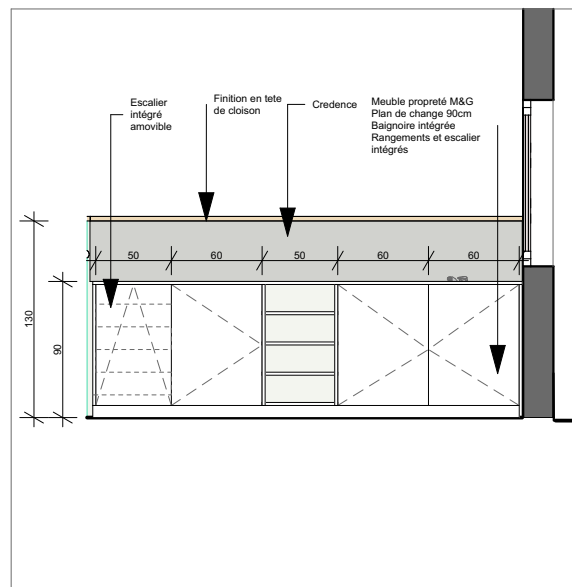 Escalier
intégré
amovible
Finition en tete
de cloison
Credence
Meuble propreté M&G
Plan de change 90cm
Baignoire intégrée
Rangements et escalier
intégrés
50
60
50
60
60
130
90